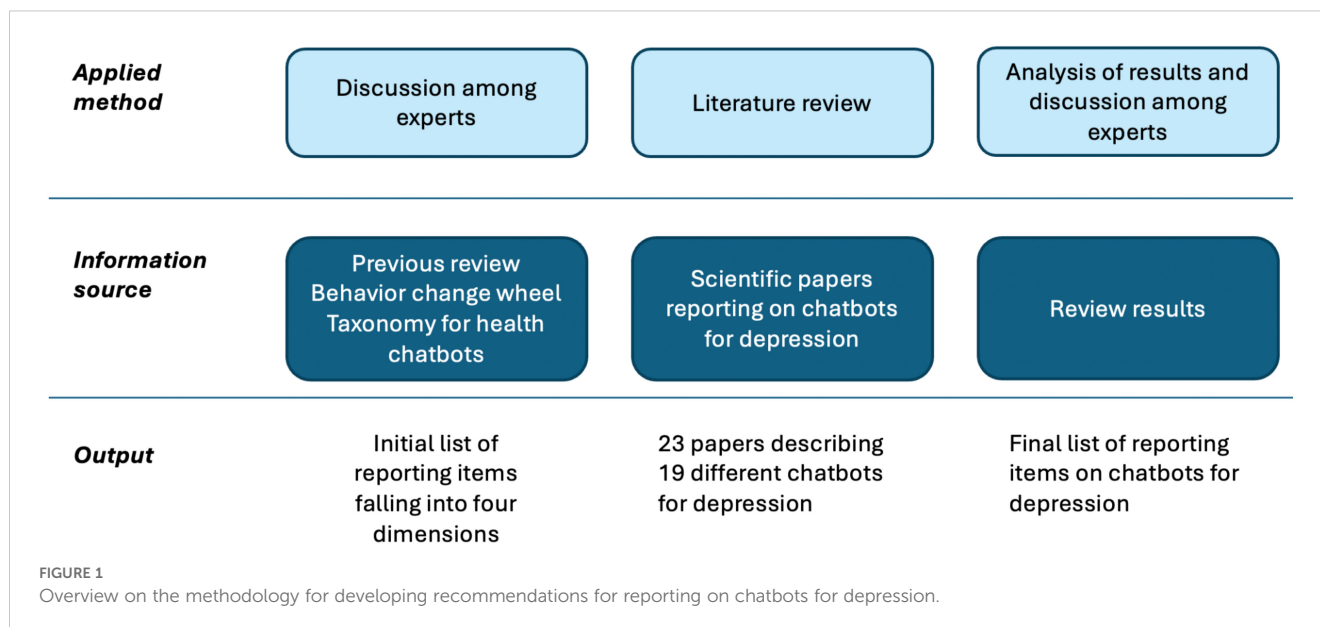 Applied
method
Discussion among
experts
Literature review
Analysis of results and
discussion among
experts
Information
source
Previous review
Behavior change wheel
Taxonomy for health
chatbots
Scientific papers
reporting on chatbots
for depression
Review results
Output
Initial list of
reporting items
falling into four
dimensions
23 papers describing
19 different chatbots
for depression
Final list of reporting
items on chatbots for
depression
FIGURE 1
Overview on the methodology for developing recommendations for reporting on chatbots for depression.